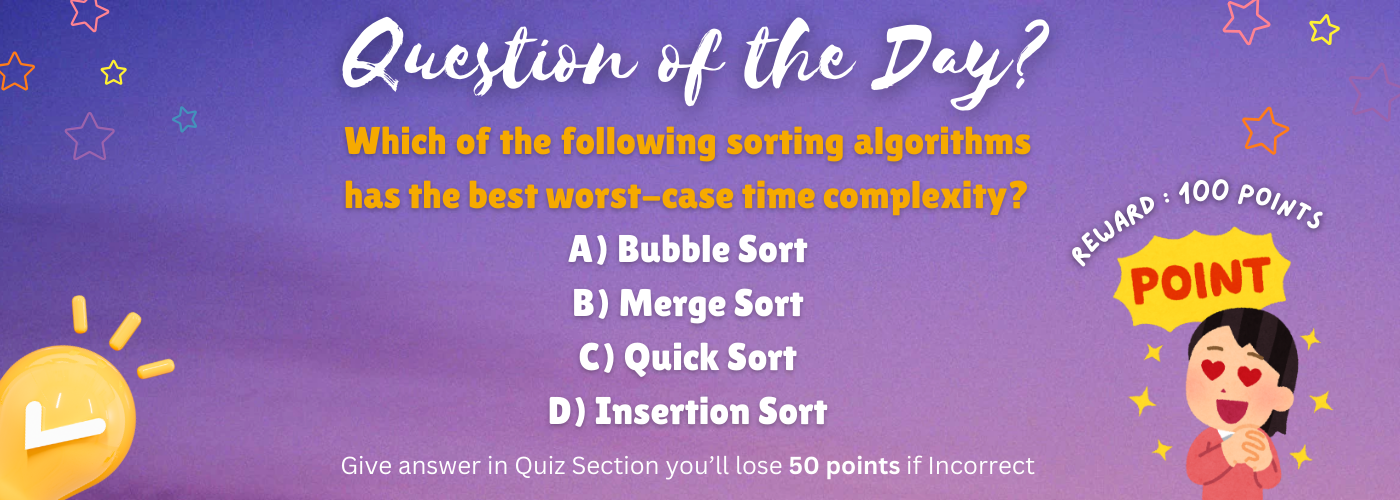 Question of the Day?
Which of the following sorting algorithms
has the best worst-case time complexity?
A) Bubble Sort
B) Merge Sort
C) Quick Sort
D) Insertion Sort
Give answer in Quiz Section you’ll lose 50 points if Incorrect
REWARD : 100 POINTS
POINT